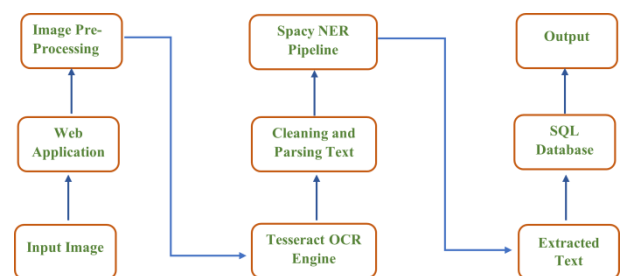 Image Pre-
Processing
Spacy NER
Pipeline
Output
Web
Application
Cleaning and
Parsing Text
SQL
Database
Input Image
Tesseract OCR
Engine
Extracted
Text